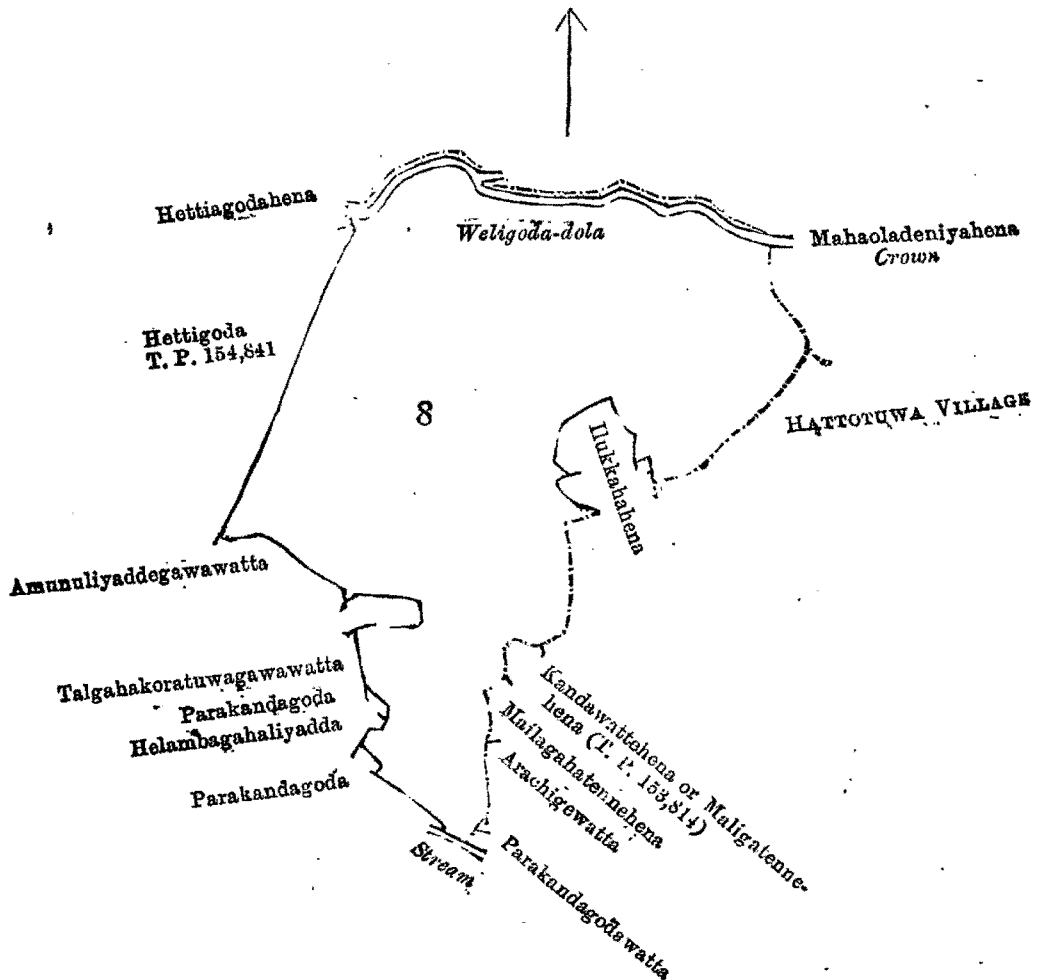 Hettiagodahena
Weligoda-dola
Mahaoladeniyahena
Crown
Hettigoda
T. P. 154,841
8
HATTOTUWA VILLAGE
Ilukkahahena
Amunuliyaddegawawatta
Talgahakoratuwagawawatta
Parakandagoda
Helambagahaliyadda
Parakandagoda
Stream
Kandawattehena or Maligatenne-
hena (T. P. 153,814)
Mailagahatennehena
Arachigewatta
Parakandagodawatta